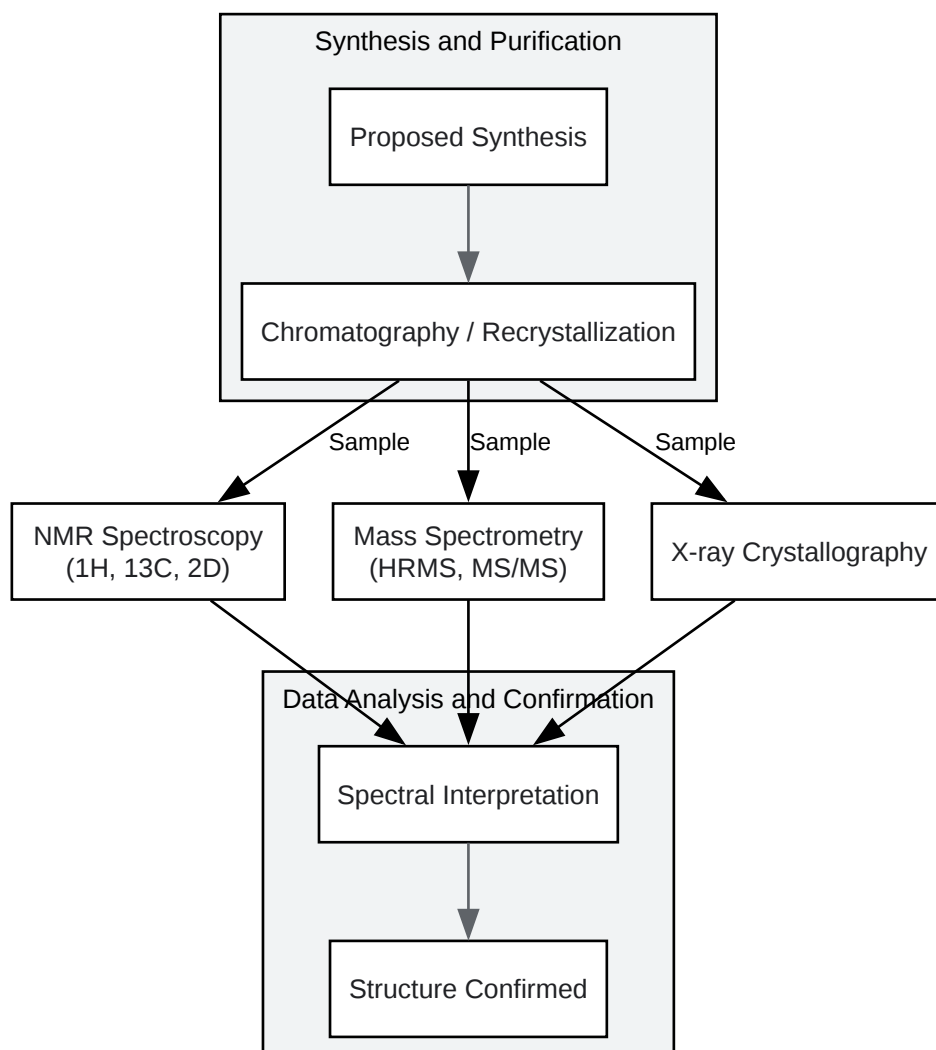 Synthesis and Purification
Proposed Synthesis
Chromatography / Recrystallization
Sample
Sample
Sample
NMR Spectroscopy
(1H, 13C, 2D)
Mass Spectrometry
(HRMS, MS/MS)
X-ray Crystallography
Data Analysis and Confirmation
Spectral Interpretation
Structure Confirmed